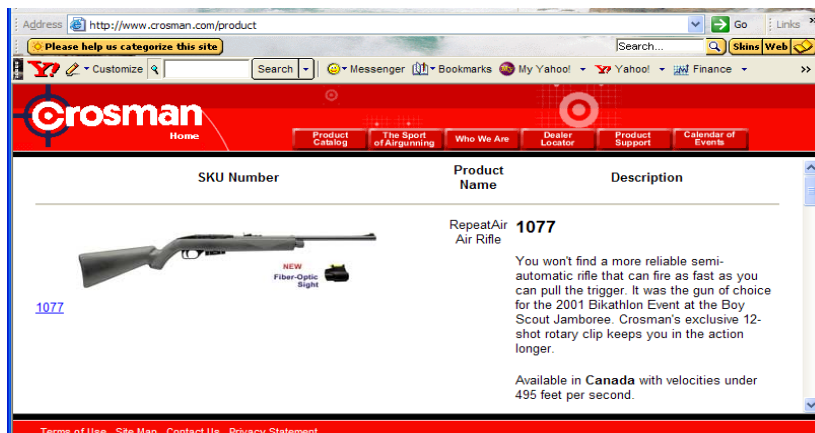 Address http://www.crosman.com/product Go Links »
Please help us categorize this site Search... Skins Web
Y! Customize Search Messenger Bookmarks My Yahoo! Yahoo! Finance »
Crosman
Home
Product Catalog
The Sport of Airgunning
Who We Are
Dealer Locator
Product Support
Calendar of Events
SKU Number Product Name Description
1077
NEW
Fiber-Optic
Sight
RepeatAir
Air Rifle
1077
You won't find a more reliable semi-
automatic rifle that can fire as fast as you
can pull the trigger. It was the gun of choice
for the 2001 Bikathlon Event at the Boy
Scout Jamboree. Crosman's exclusive 12-
shot rotary clip keeps you in the action
longer.
Available in Canada with velocities under
495 feet per second.
Terms of Use Site Map Contact Us Privacy Statement